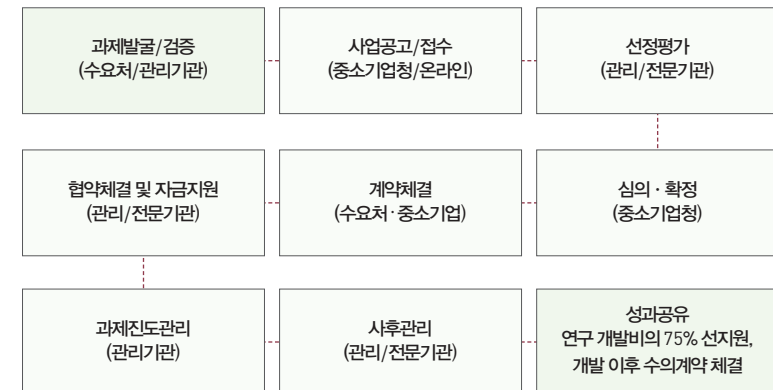 과제발굴/검증
(수요처/관리기관)
사업공고/접수
(중소기업청/온라인)
선정평가
(관리/전문기관)
협약체결 및 자금지원
(관리/전문기관)
계약체결
(수요처·중소기업)
심의·확정
(중소기업청)
과제진도관리
(관리기관)
사후관리
(관리/전문기관)
성과공유
연구 개발비의 75% 선지원,
개발 이후 수의계약 체결